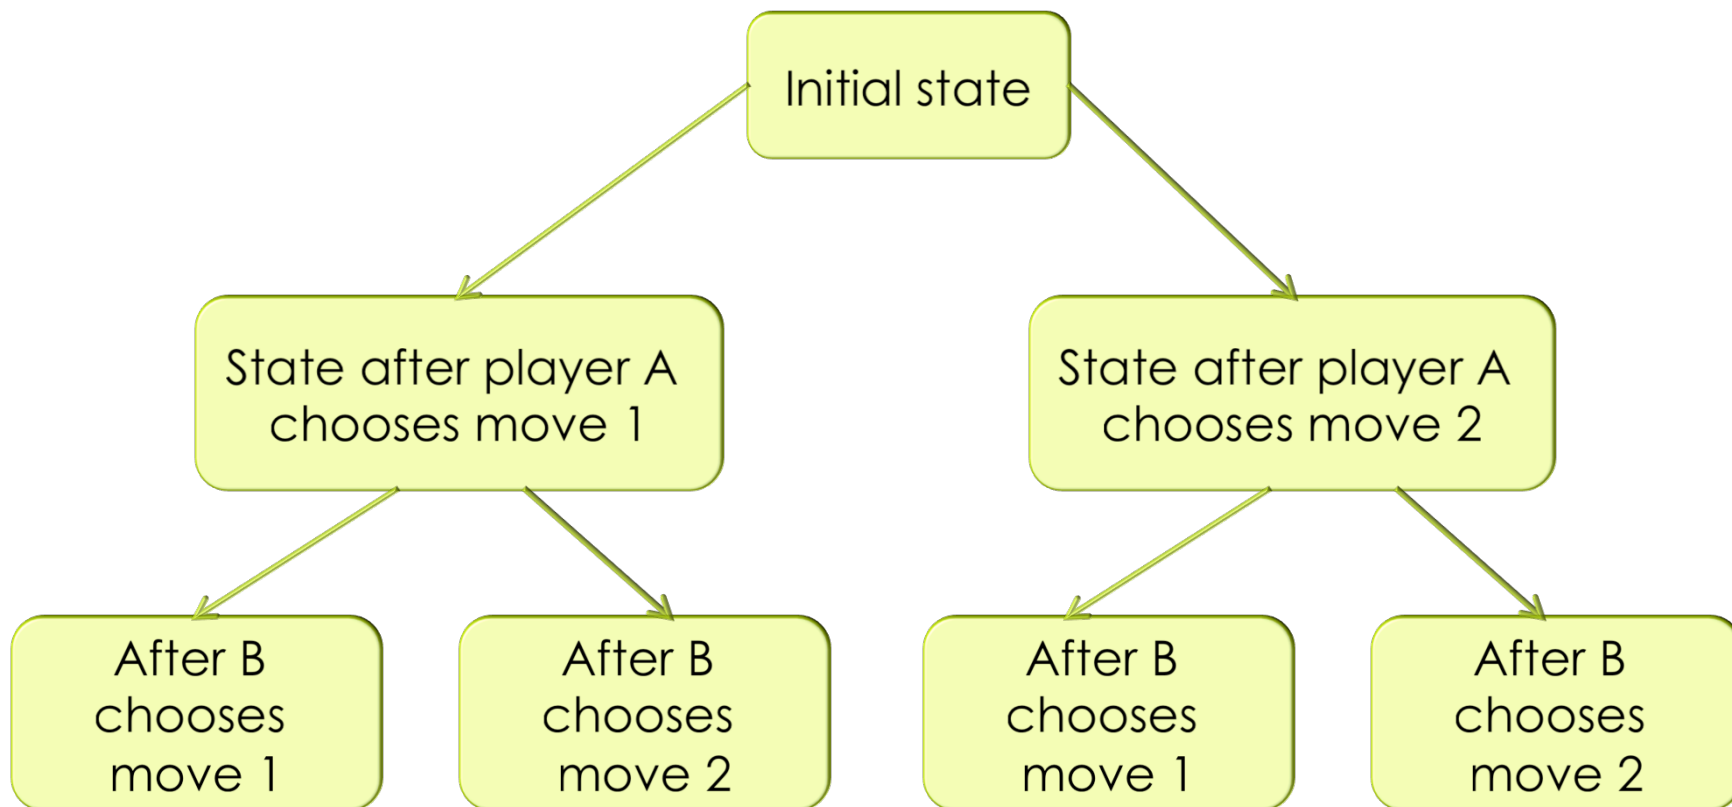 Initial state
State after player A
chooses move 1
State after player A
chooses move 2
After B
chooses
move 1
After B
chooses
move 2
After B
chooses
move 1
After B
chooses
move 2